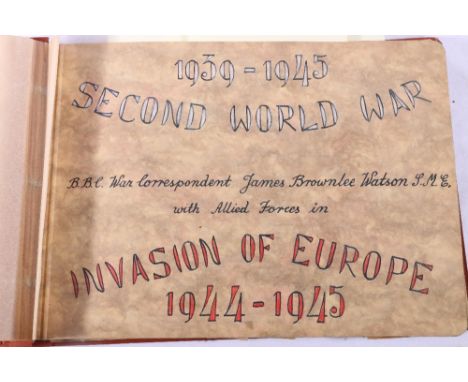 1939-1945
SECOND WORLD WAR
B.B.C. War Correspondent James Brownlee Watson S.M.E.
with Allied Forces in
INVASION OF EUROPE
1944-1945